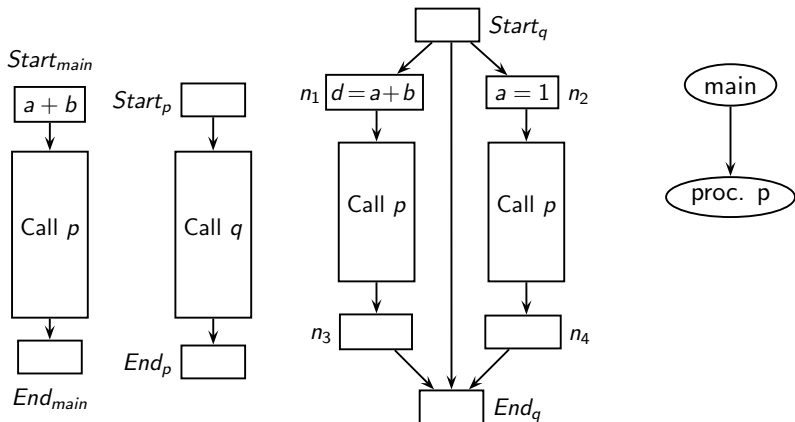 Start_main
a + b
Call p
End_main
Start_p
Call q
End_p
Start_q
n_1
d = a+b
a = 1
n_2
Call p
Call p
n_3
n_4
End_q
main
proc. p